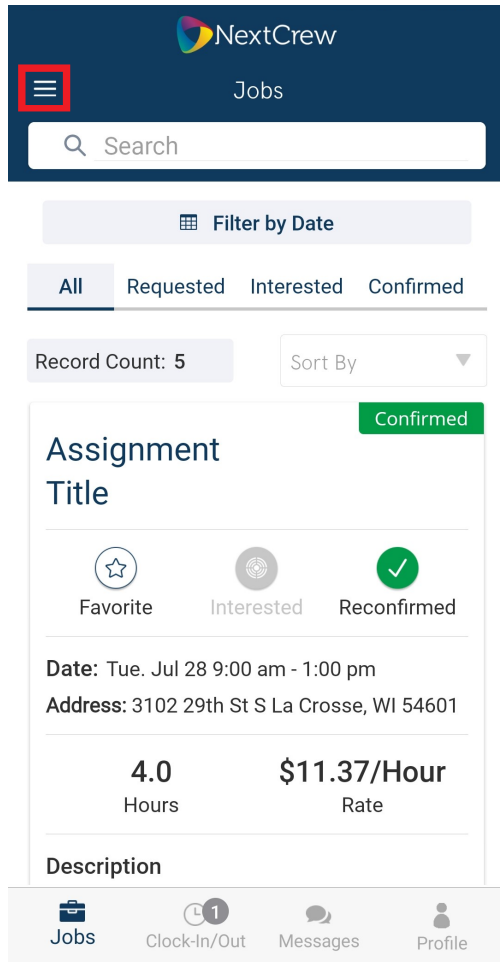 NextCrew
Jobs
Search
Filter by Date
All Requested Interested Confirmed
Record Count: 5 Sort By
Confirmed
Assignment
Title
Favorite Interested Reconfirmed
Date: Tue. Jul 28 9:00 am - 1:00 pm
Address: 3102 29th St S La Crosse, WI 54601
4.0 $11.37/Hour
Hours Rate
Description
1
Jobs Clock-In/Out Messages Profile